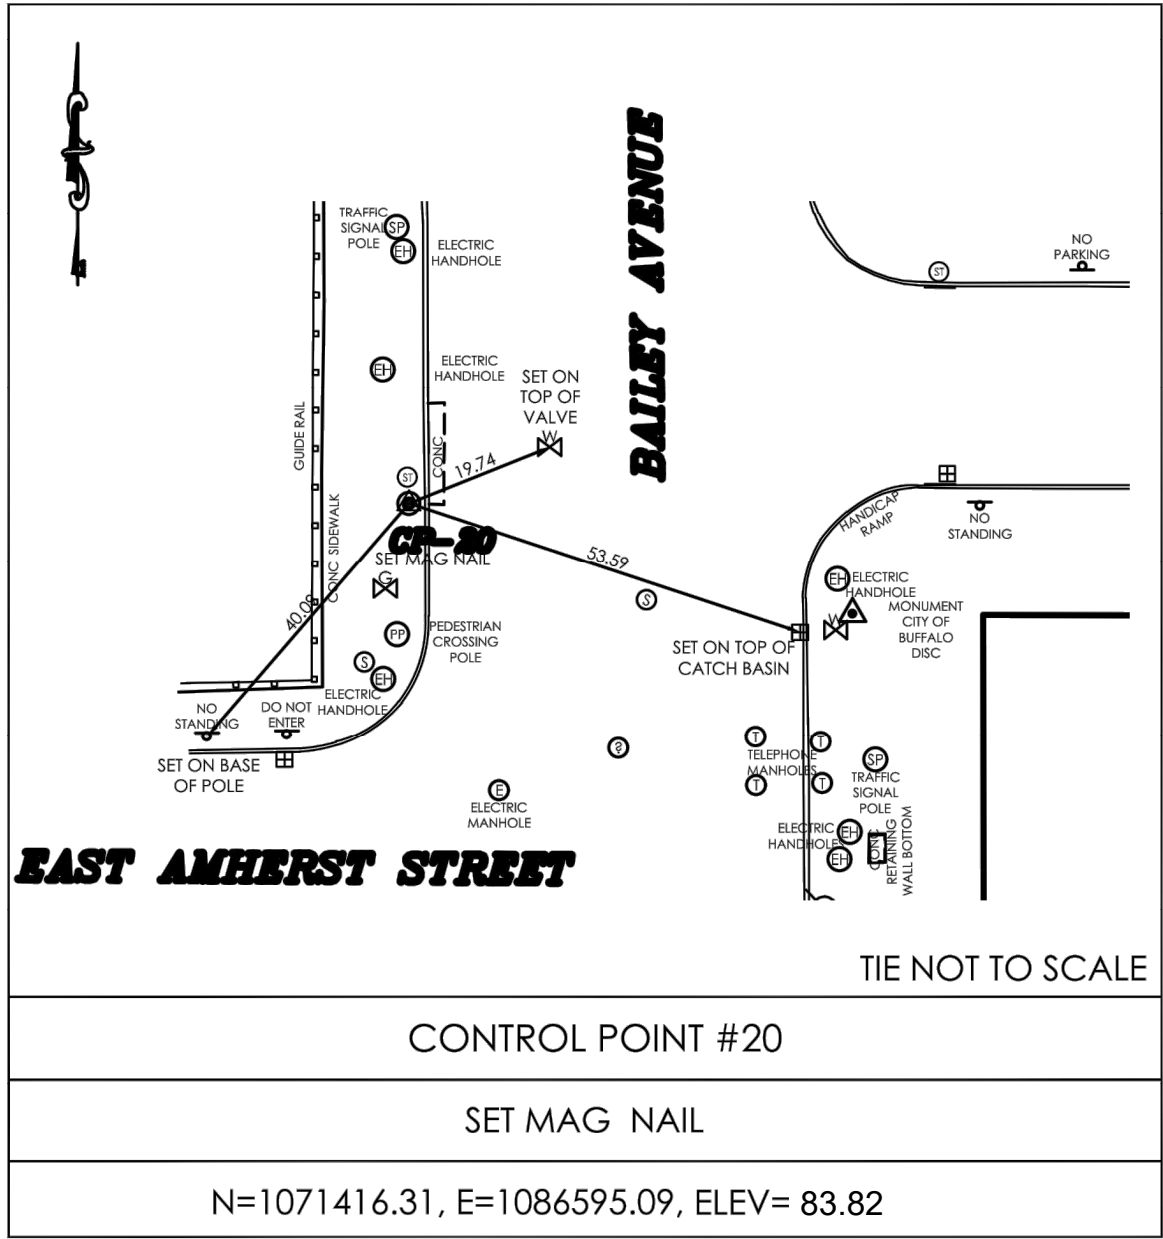 BAILEY AVENUE
TRAFFIC
SIGNAL
POLE
SP
EH
ELECTRIC
HANDHOLE
NO
PARKING
ST
EH
ELECTRIC
HANDHOLE
SET ON
TOP OF
VALVE
W
GUIDE RAIL
CONC
19.74
ST
CONC SIDEWALK
CP-20
SET MAG NAIL
53.59
40.09
HANDICAP
RAMP
NO
STANDING
G
S
EH
ELECTRIC
HANDHOLE
W
MONUMENT
CITY OF
BUFFALO
DISC
PP
PEDESTRIAN
CROSSING
POLE
SET ON TOP OF
CATCH BASIN
S
EH
ELECTRIC
HANDHOLE
NO
STANDING
DO NOT
ENTER
SET ON BASE
OF POLE
?
T
T
TELEPHONE
MANHOLES
T
T
SP
TRAFFIC
SIGNAL
POLE
E
ELECTRIC
MANHOLE
ELECTRIC
HANDHOLES
EH
EH
CONC
RETAINING
WALL BOTTOM
EAST AMHERST STREET
TIE NOT TO SCALE
CONTROL POINT #20
SET MAG NAIL
N=1071416.31, E=1086595.09, ELEV= 83.82